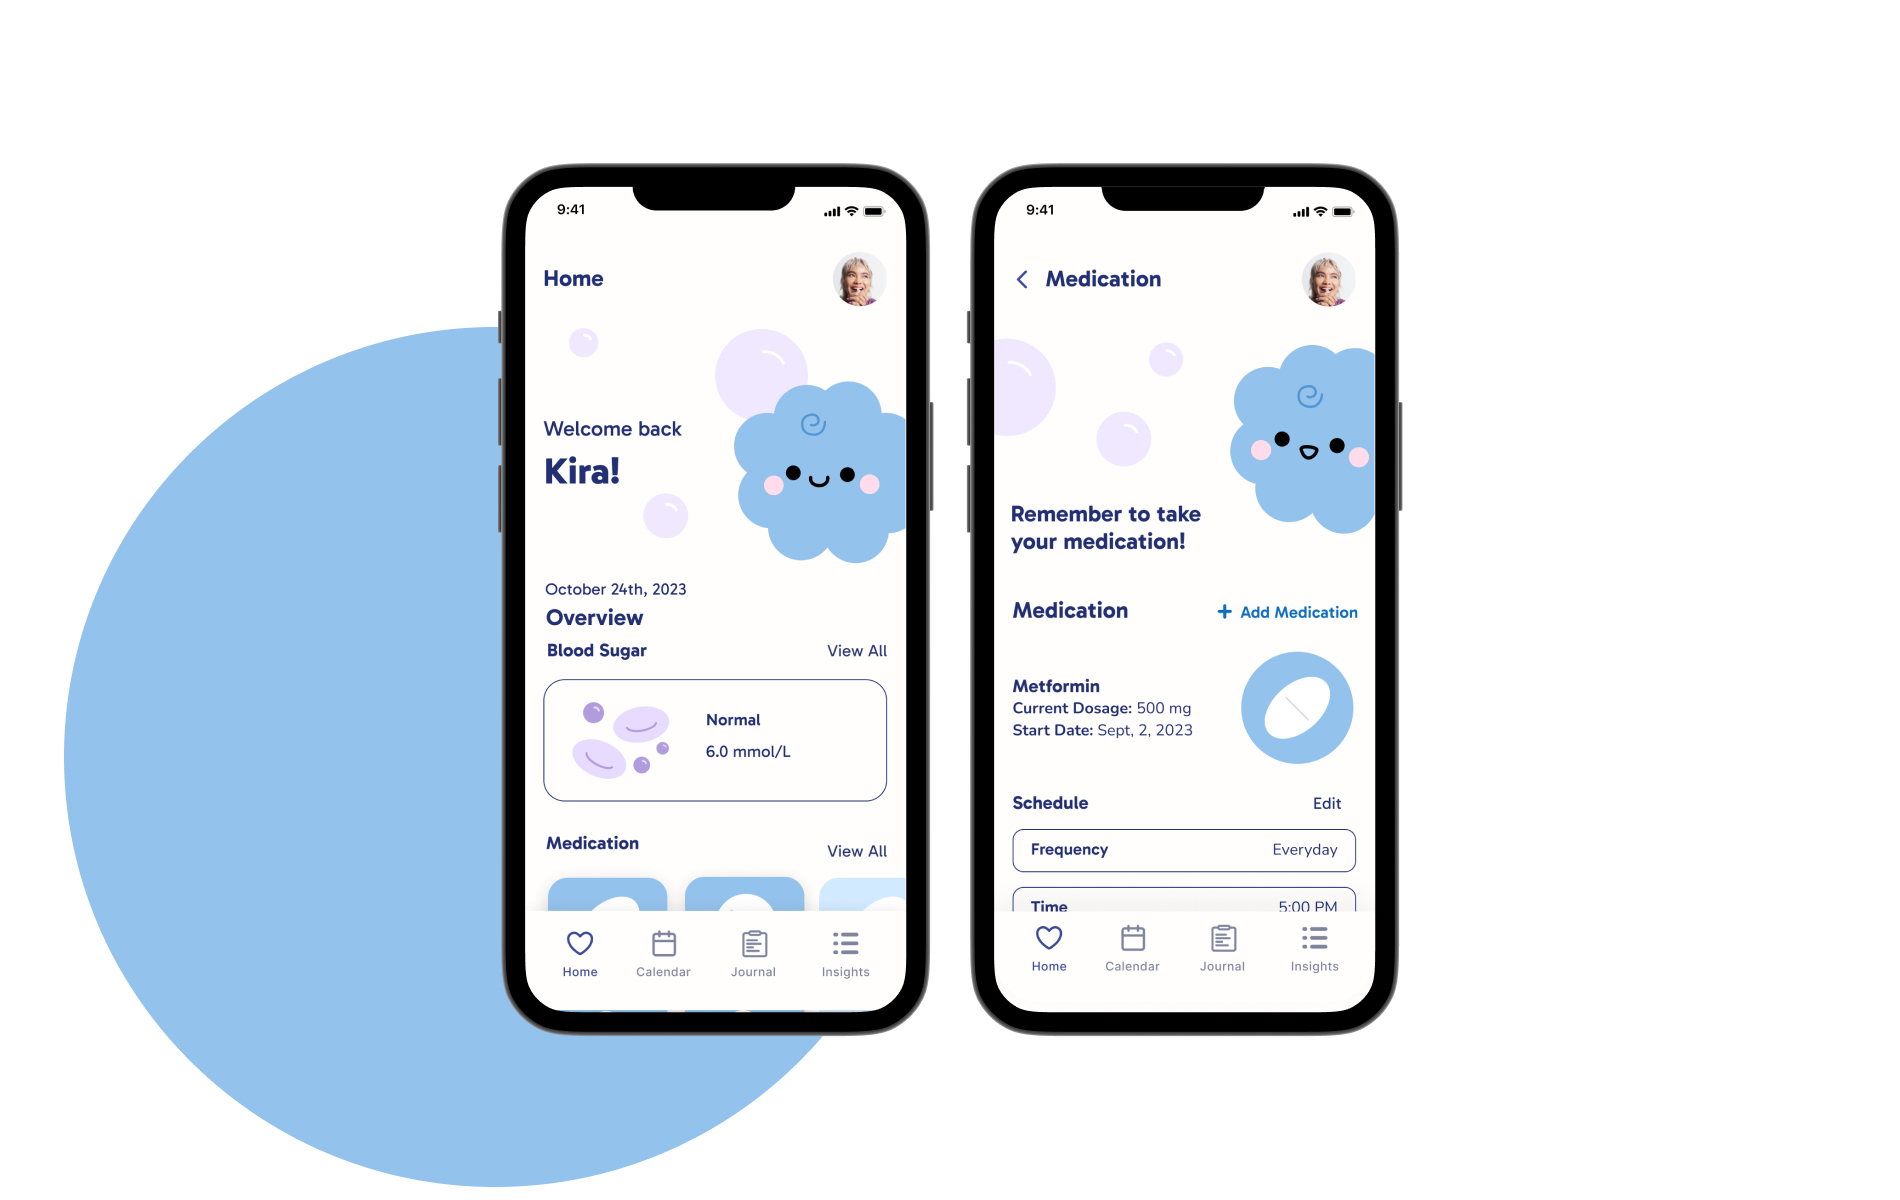 9:41
Home
Welcome back
Kira!
October 24th, 2023
Overview
Blood Sugar View All
Normal
6.0 mmol/L
Medication View All
Home Calendar Journal Insights
9:41
Medication
Remember to take
your medication!
Medication + Add Medication
Metformin
Current Dosage: 500 mg
Start Date: Sept, 2, 2023
Schedule Edit
Frequency Everyday
Time 5:00 PM
Home Calendar Journal Insights